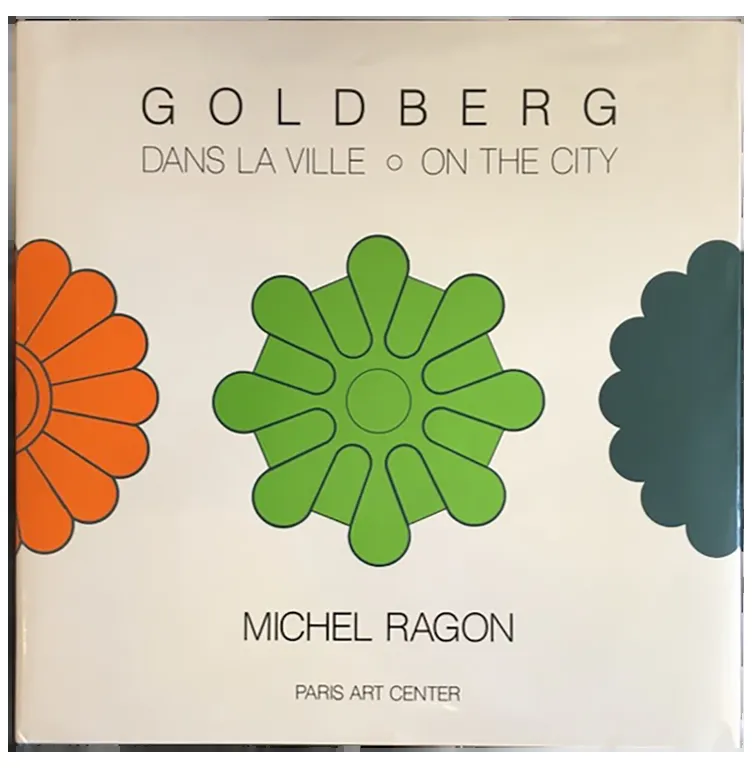 GOLDBERG
DANS LA VILLE ○ ON THE CITY
MICHEL RAGON
PARIS ART CENTER